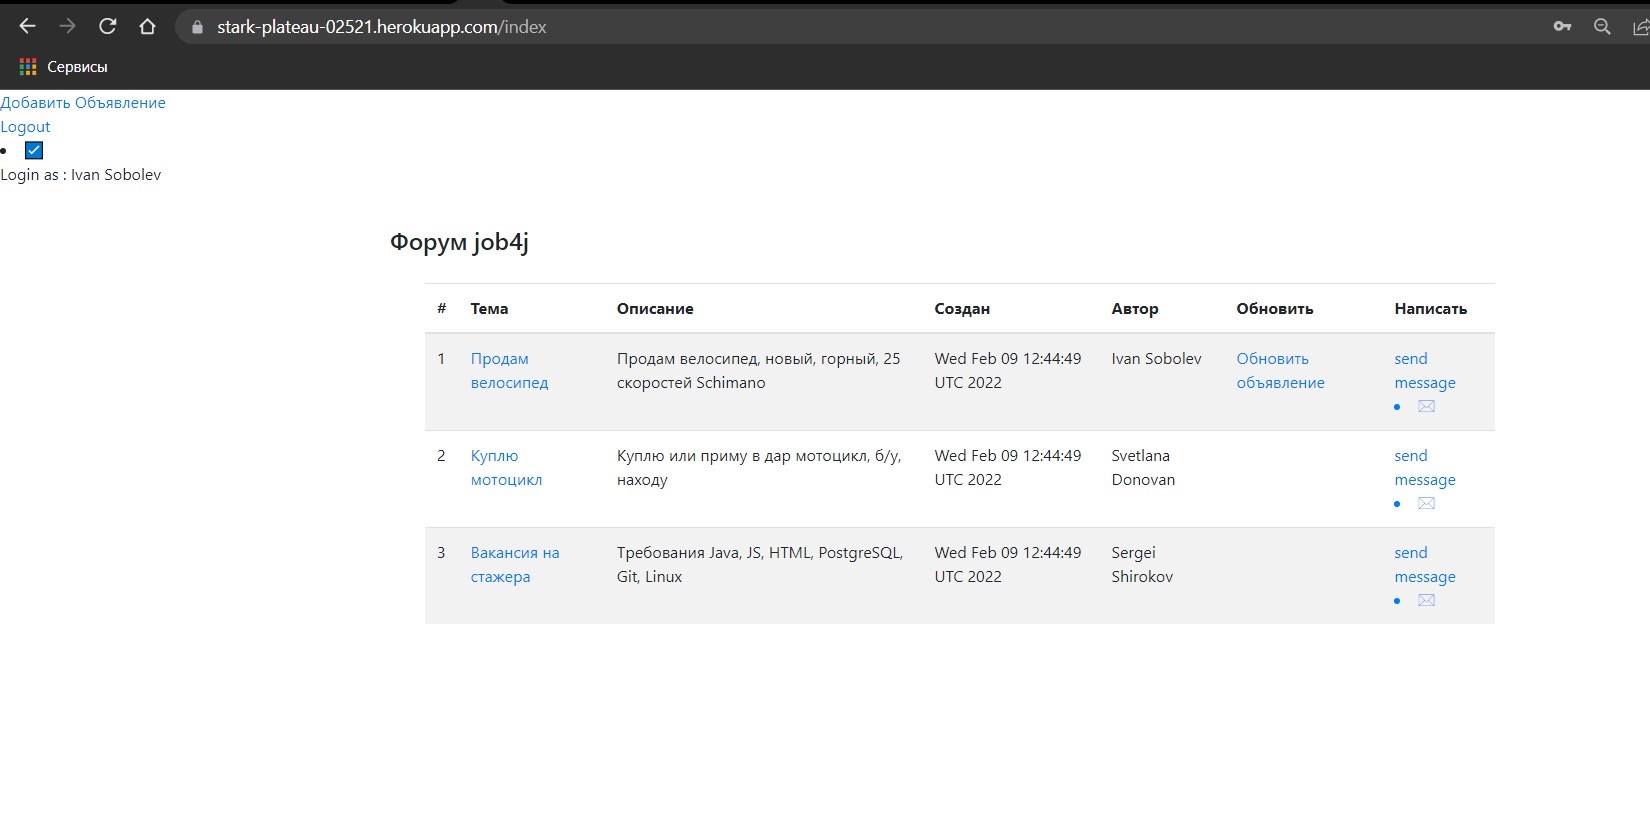 stark-plateau-02521.herokuapp.com/index
Сервисы
Добавить Объявление
Logout
Login as : Ivan Sobolev
Форум job4j
# Тема Описание Создан Автор Обновить Написать
1 Продам Продам велосипед, новый, горный, 25 Wed Feb 09 12:44:49 Ivan Sobolev Обновить send
велосипед скоростей Schimano UTC 2022 объявление message
2 Куплю Куплю или приму в дар мотоцикл, б/у, Wed Feb 09 12:44:49 Svetlana send
мотоцикл находу UTC 2022 Donovan message
3 Вакансия на Требования Java, JS, HTML, PostgreSQL, Wed Feb 09 12:44:49 Sergei send
стажера Git, Linux UTC 2022 Shirokov message